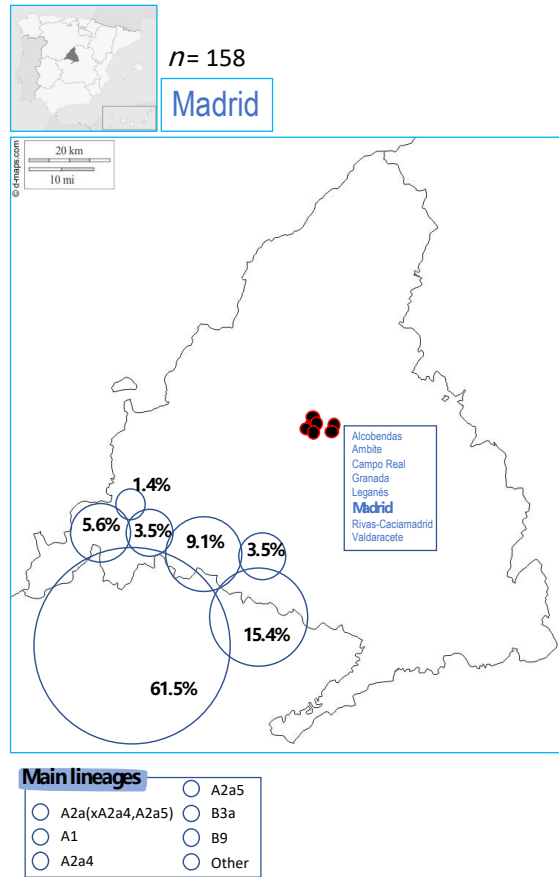 n= 158
Madrid
20 km
10 mi
© d-maps.com
Alcobendas
Ambite
Campo Real
Granada
Leganés
Madrid
Rivas-Caciamadrid
Valdaracete
1.4%
5.6%
3.5%
9.1%
3.5%
15.4%
61.5%
Main lineages
A2a(xA2a4,A2a5)
A1
A2a4
A2a5
B3a
B9
Other